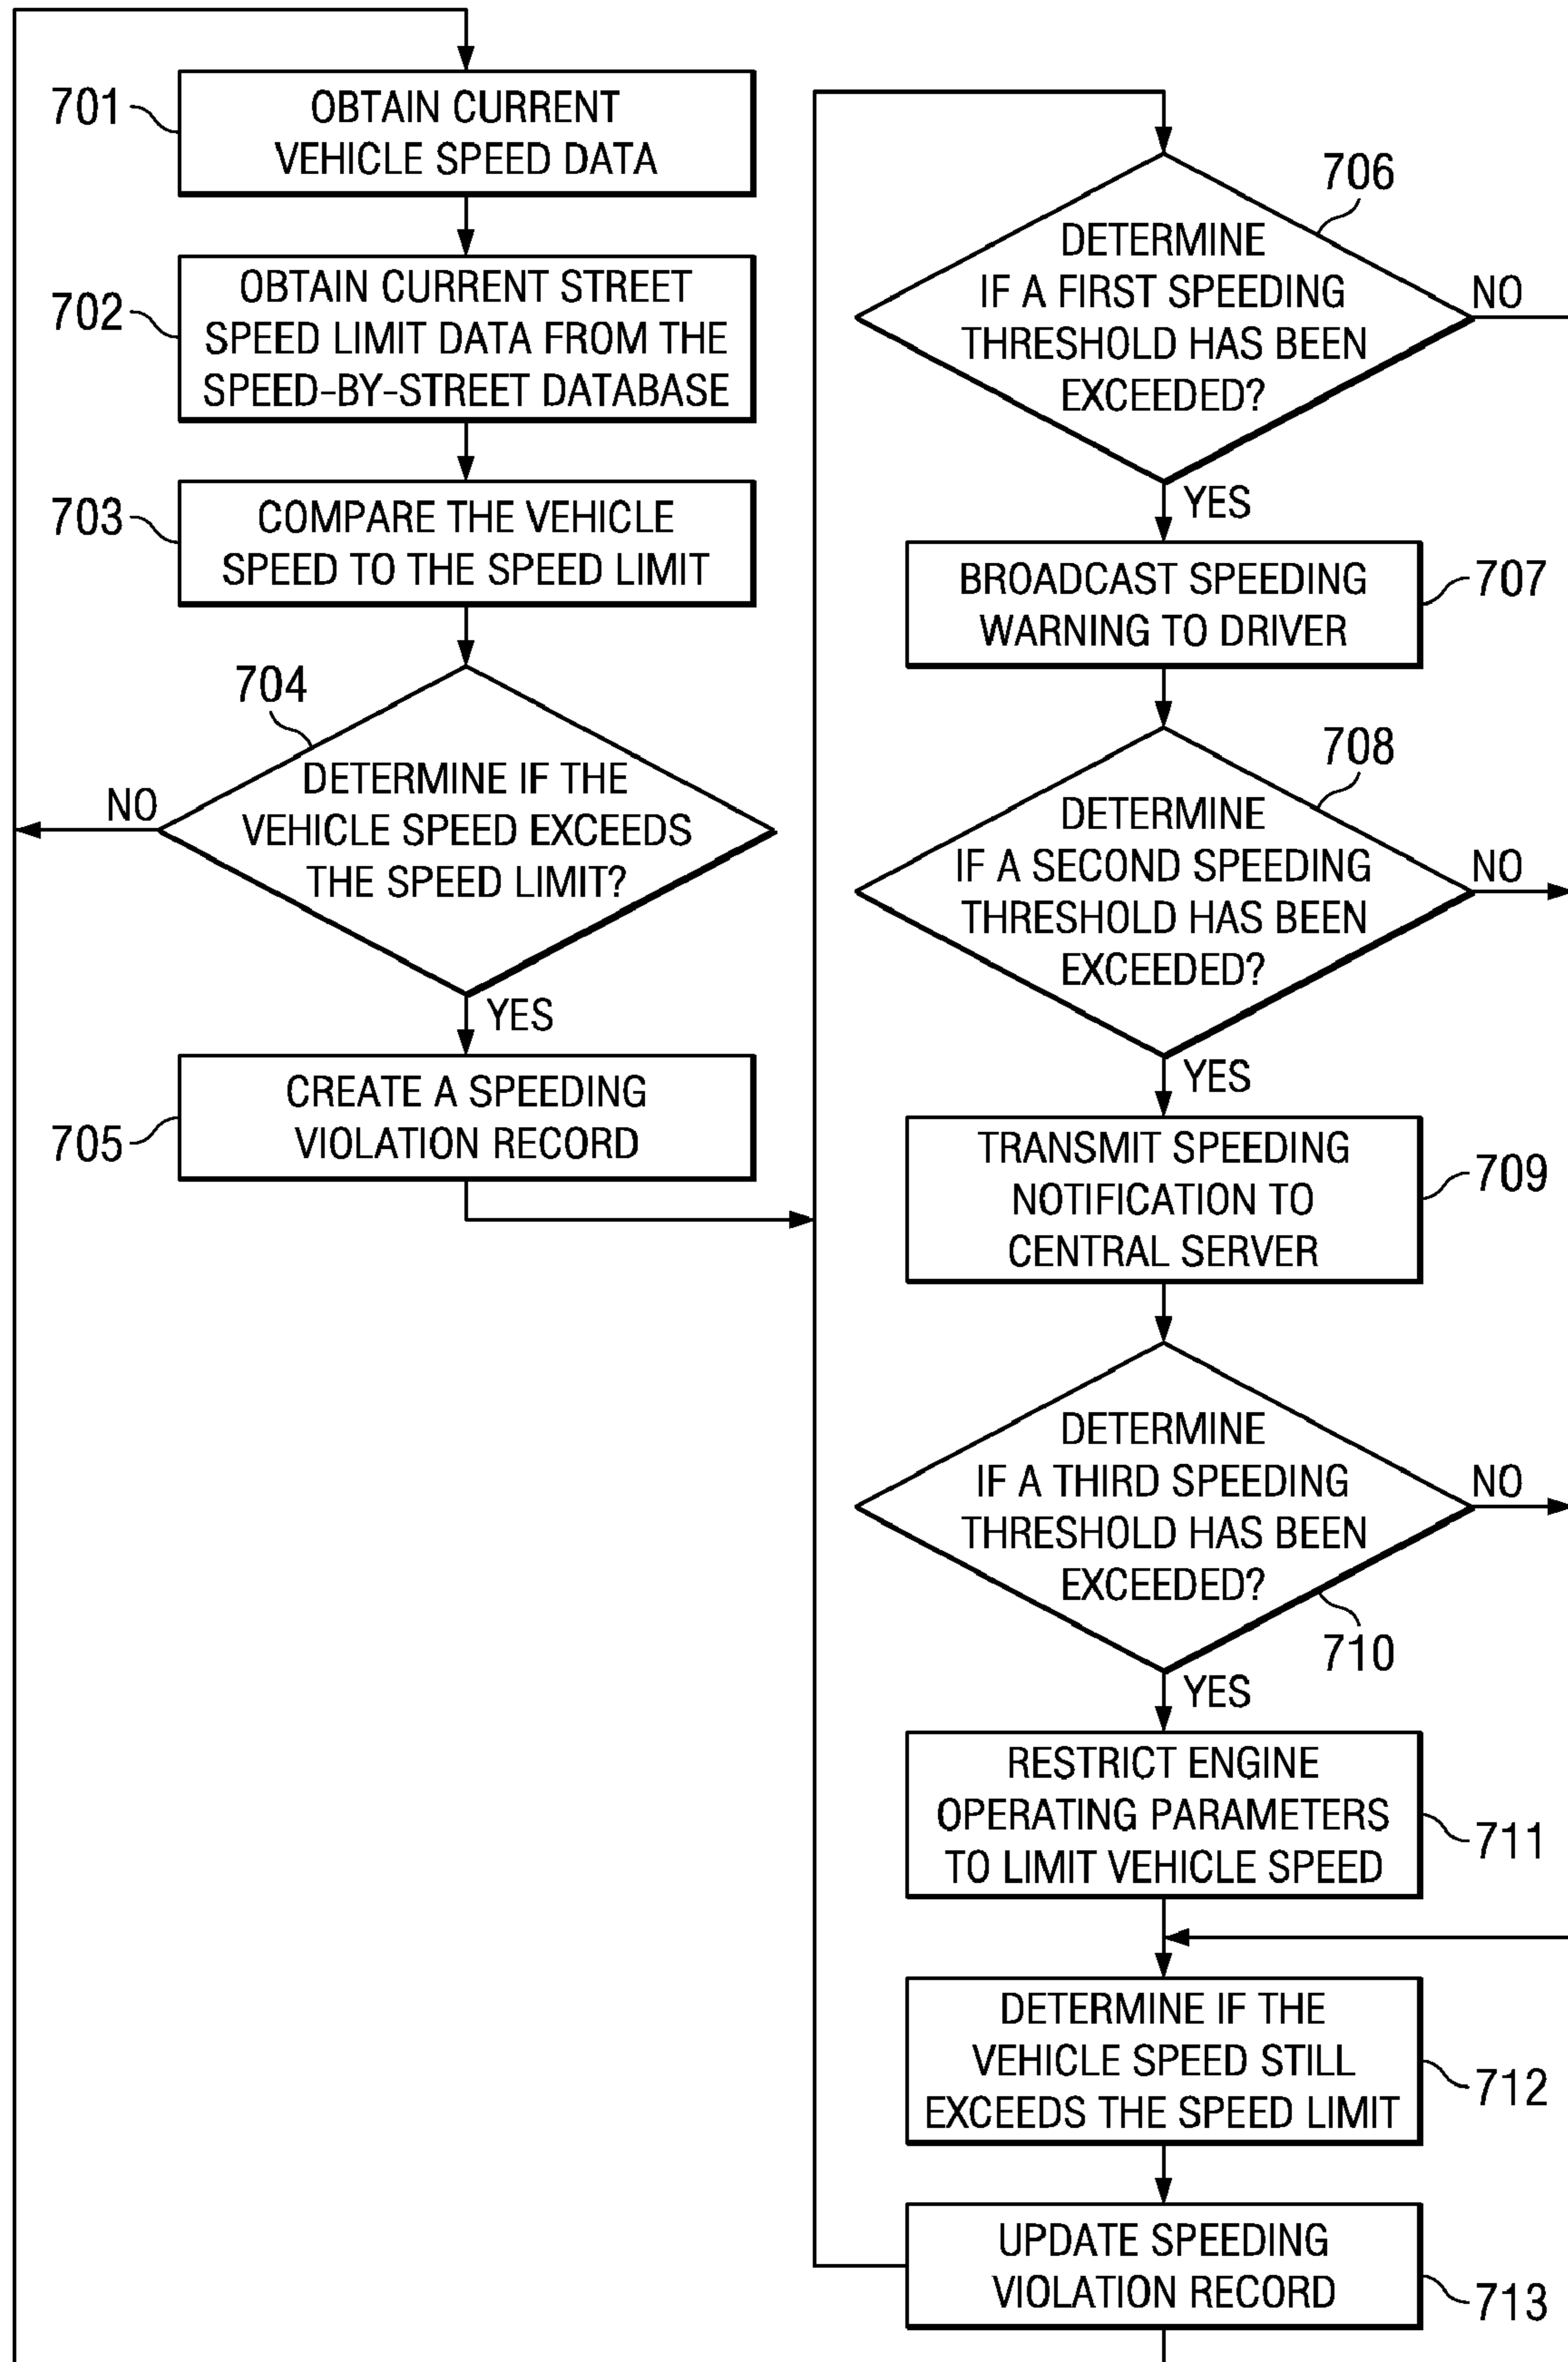 701
OBTAIN CURRENT
VEHICLE SPEED DATA
702
OBTAIN CURRENT STREET
SPEED LIMIT DATA FROM THE
SPEED-BY-STREET DATABASE
703
COMPARE THE VEHICLE
SPEED TO THE SPEED LIMIT
704
DETERMINE IF THE
VEHICLE SPEED EXCEEDS
THE SPEED LIMIT?
NO
YES
705
CREATE A SPEEDING
VIOLATION RECORD
706
DETERMINE
IF A FIRST SPEEDING
THRESHOLD HAS BEEN
EXCEEDED?
NO
YES
BROADCAST SPEEDING
WARNING TO DRIVER
707
708
DETERMINE
IF A SECOND SPEEDING
THRESHOLD HAS BEEN
EXCEEDED?
NO
YES
TRANSMIT SPEEDING
NOTIFICATION TO
CENTRAL SERVER
709
DETERMINE
IF A THIRD SPEEDING
THRESHOLD HAS BEEN
EXCEEDED?
NO
710
YES
RESTRICT ENGINE
OPERATING PARAMETERS
TO LIMIT VEHICLE SPEED
711
DETERMINE IF THE
VEHICLE SPEED STILL
EXCEEDS THE SPEED LIMIT
712
UPDATE SPEEDING
VIOLATION RECORD
713